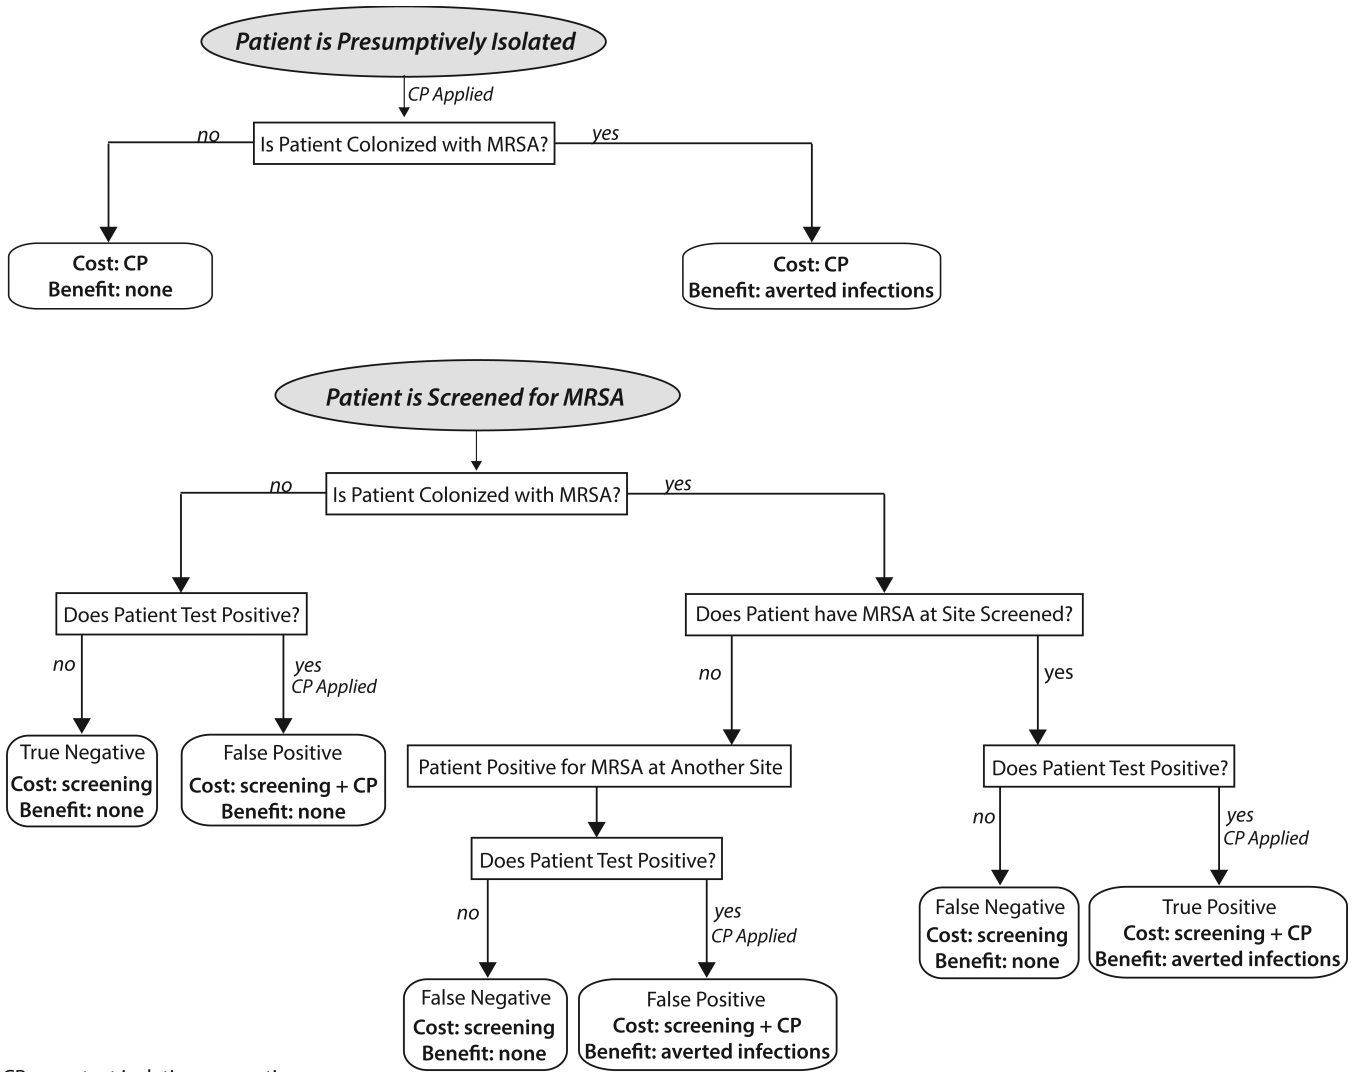 Patient is Presumptively Isolated
CP Applied
no
Is Patient Colonized with MRSA?
yes
Cost: CP
Benefit: none
Cost: CP
Benefit: averted infections
Patient is Screened for MRSA
no
Is Patient Colonized with MRSA?
yes
Does Patient Test Positive?
no
yes
CP Applied
True Negative
Cost: screening
Benefit: none
False Positive
Cost: screening + CP
Benefit: none
Does Patient have MRSA at Site Screened?
no
yes
Patient Positive for MRSA at Another Site
Does Patient Test Positive?
no
yes
CP Applied
False Negative
Cost: screening
Benefit: none
False Positive
Cost: screening + CP
Benefit: averted infections
Does Patient Test Positive?
no
yes
CP Applied
False Negative
Cost: screening
Benefit: none
True Positive
Cost: screening + CP
Benefit: averted infections